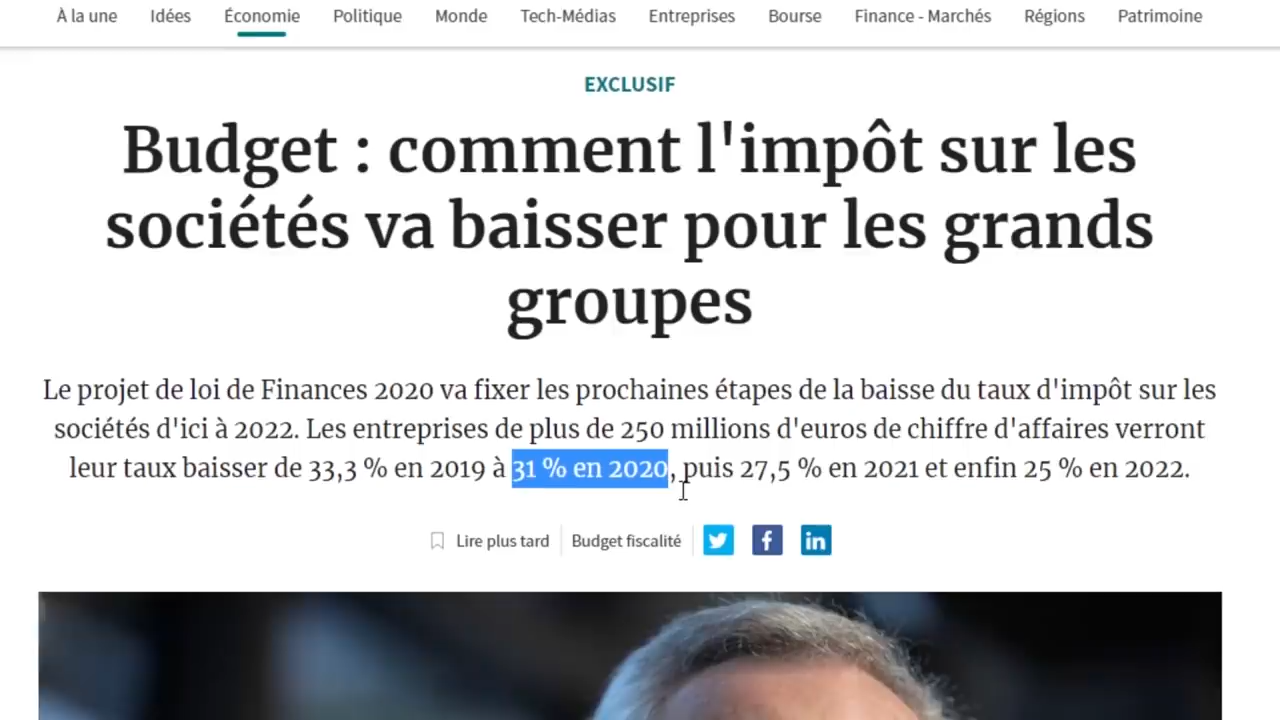 À la une Idées Économie Politique Monde Tech-Médias Entreprises Bourse Finance - Marchés Régions Patrimoine
EXCLUSIF
Budget : comment l'impôt sur les
sociétés va baisser pour les grands
groupes
Le projet de loi de Finances 2020 va fixer les prochaines étapes de la baisse du taux d'impôt sur les
sociétés d'ici à 2022. Les entreprises de plus de 250 millions d'euros de chiffre d'affaires verront
leur taux baisser de 33,3 % en 2019 à 31 % en 2020, puis 27,5 % en 2021 et enfin 25 % en 2022.
Lire plus tard Budget fiscalité